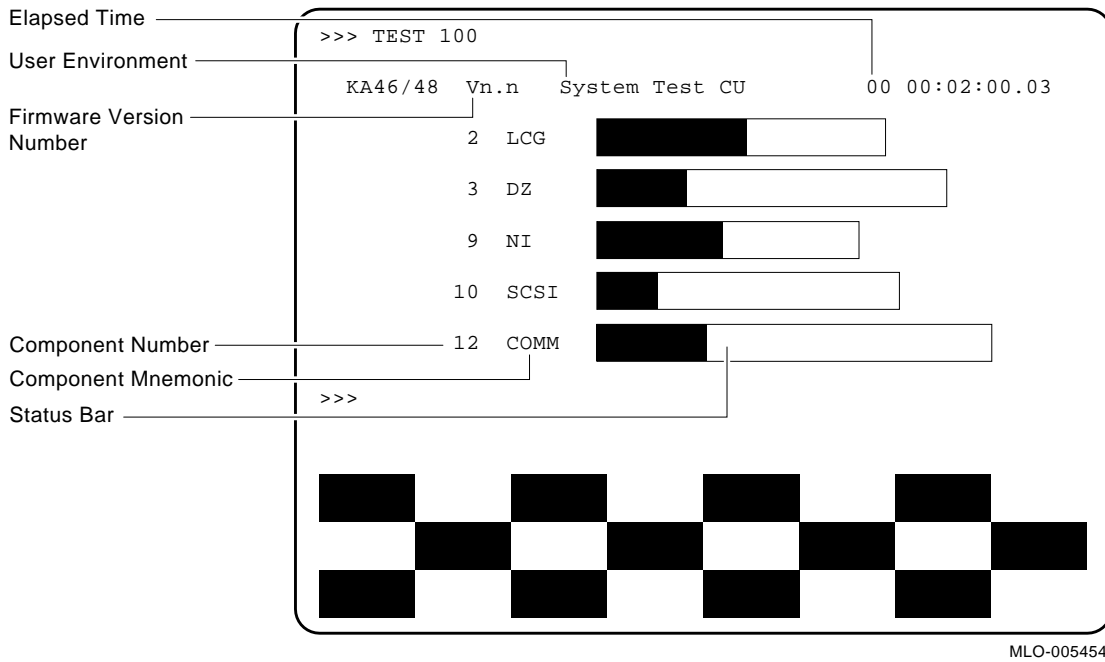 Elapsed Time
>>> TEST 100
User Environment
KA46/48 Vn.n System Test CU 00 00:02:00.03
Firmware Version
Number
2 LCG
3 DZ
9 NI
10 SCSI
Component Number
12 COMM
Component Mnemonic
>>>
Status Bar
MLO-005454